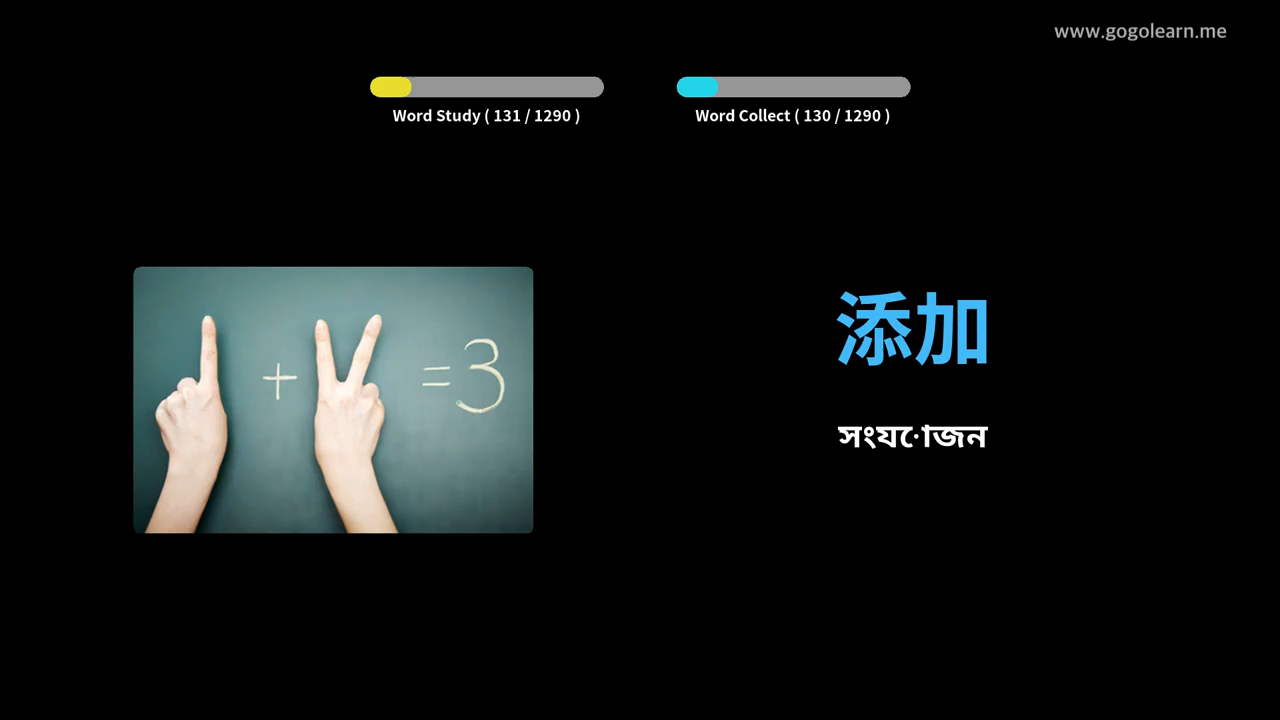 www.gogolearn.me
Word Study ( 131 / 1290 )
Word Collect ( 130 / 1290 )
+ =3
添加
সংযোজন